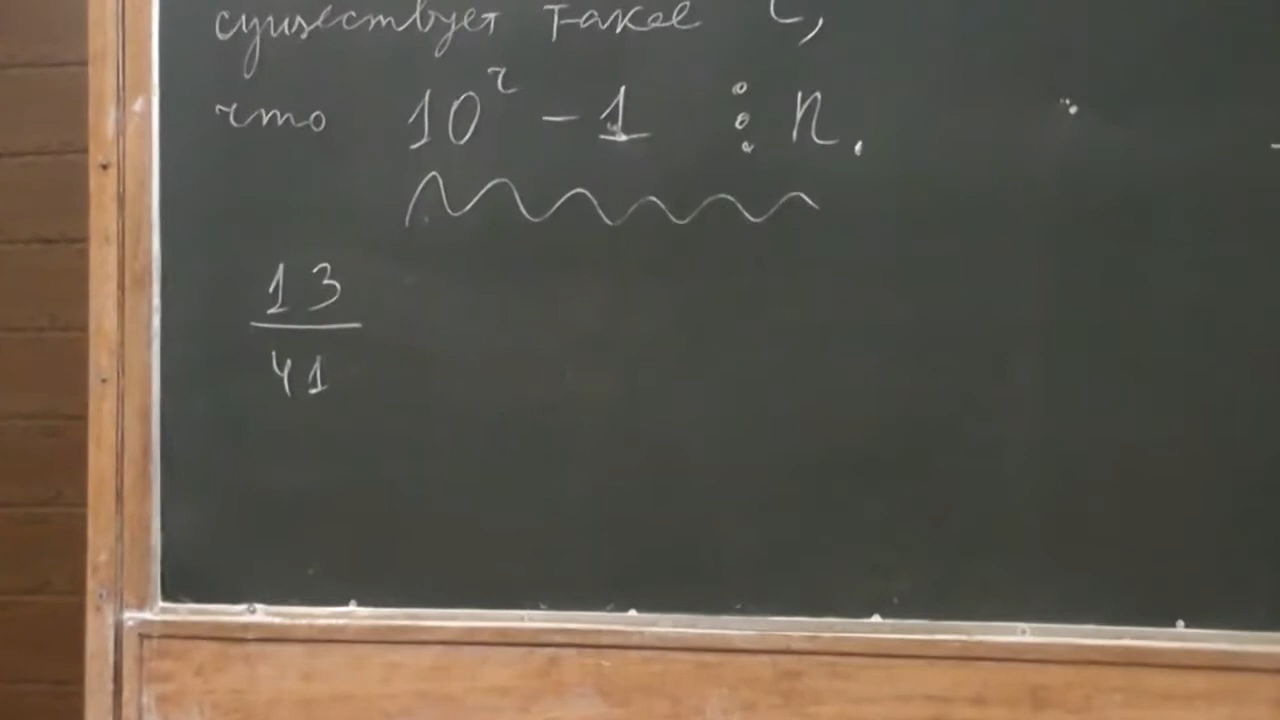 существует такое τ,
что 10^τ - 1 ⋮ n.
13
41